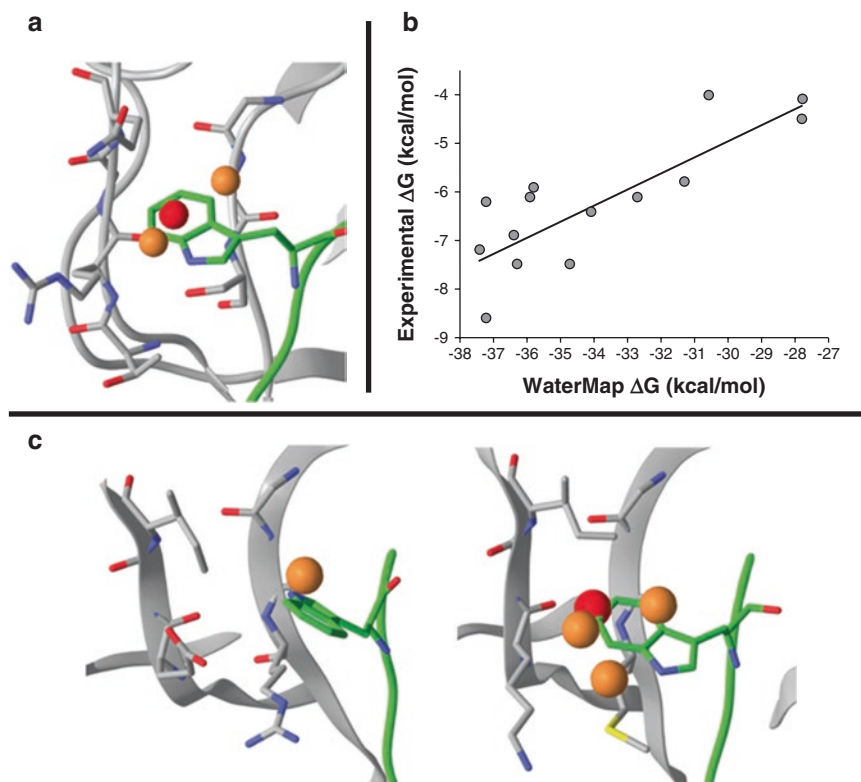 a
b
Experimental ΔG (kcal/mol)
-4
-5
-6
-7
-8
-9
-38 -37 -36 -35 -34 -33 -32 -31 -30 -29 -28 -27
WaterMap ΔG (kcal/mol)
c